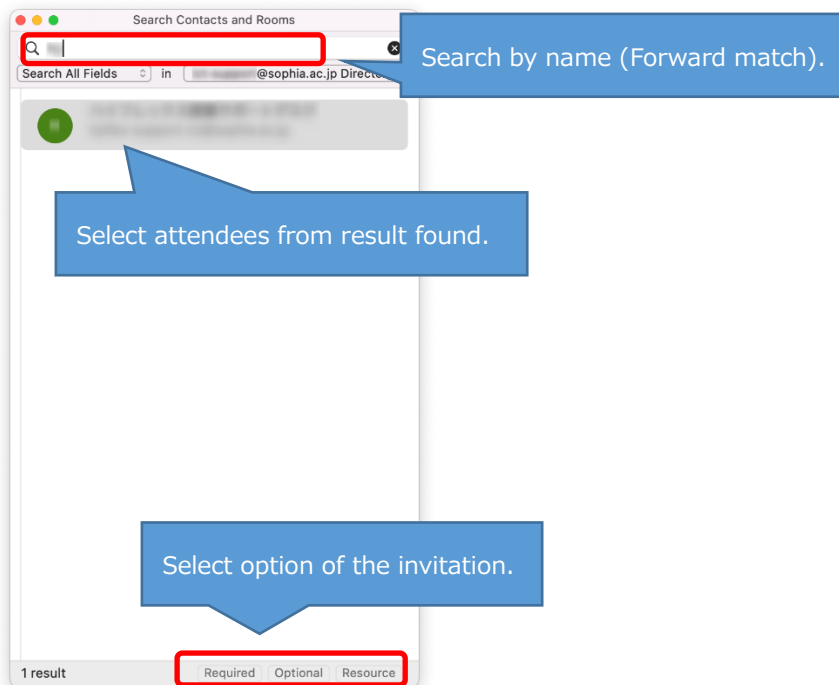 Search Contacts and Rooms
Search by name (Forward match).
Search All Fields in @sophia.ac.jp Direct
Select attendees from result found.
Select option of the invitation.
1 result Required Optional Resource